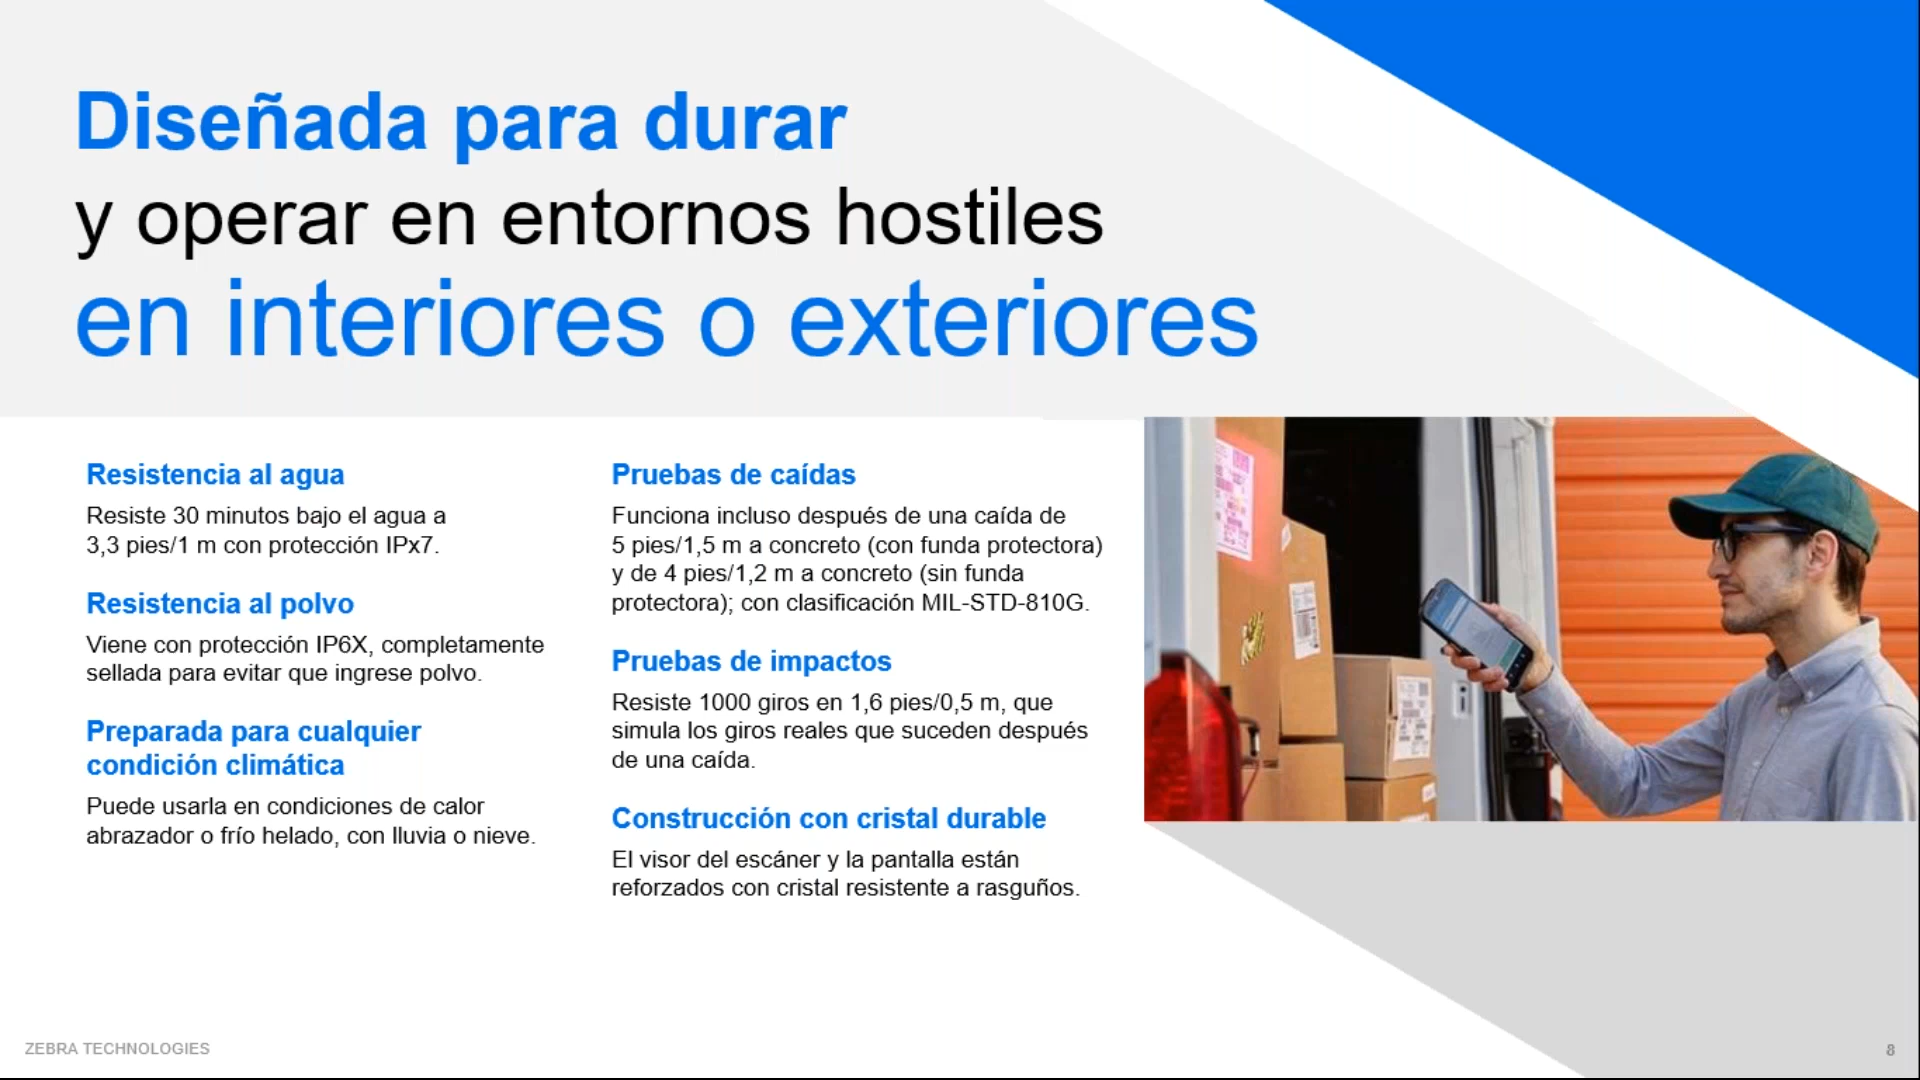 Diseñada para durar
y operar en entornos hostiles
en interiores o exteriores
Resistencia al agua
Resiste 30 minutos bajo el agua a
3,3 pies/1 m con protección IPx7.
Resistencia al polvo
Viene con protección IP6X, completamente
sellada para evitar que ingrese polvo.
Preparada para cualquier
condición climática
Puede usarla en condiciones de calor
abrazador o frío helado, con lluvia o nieve.
Pruebas de caídas
Funciona incluso después de una caída de
5 pies/1,5 m a concreto (con funda protectora)
y de 4 pies/1,2 m a concreto (sin funda
protectora); con clasificación MIL-STD-810G.
Pruebas de impactos
Resiste 1000 giros en 1,6 pies/0,5 m, que
simula los giros reales que suceden después
de una caída.
Construcción con cristal durable
El visor del escáner y la pantalla están
reforzados con cristal resistente a rasguños.
ZEBRA TECHNOLOGIES
8